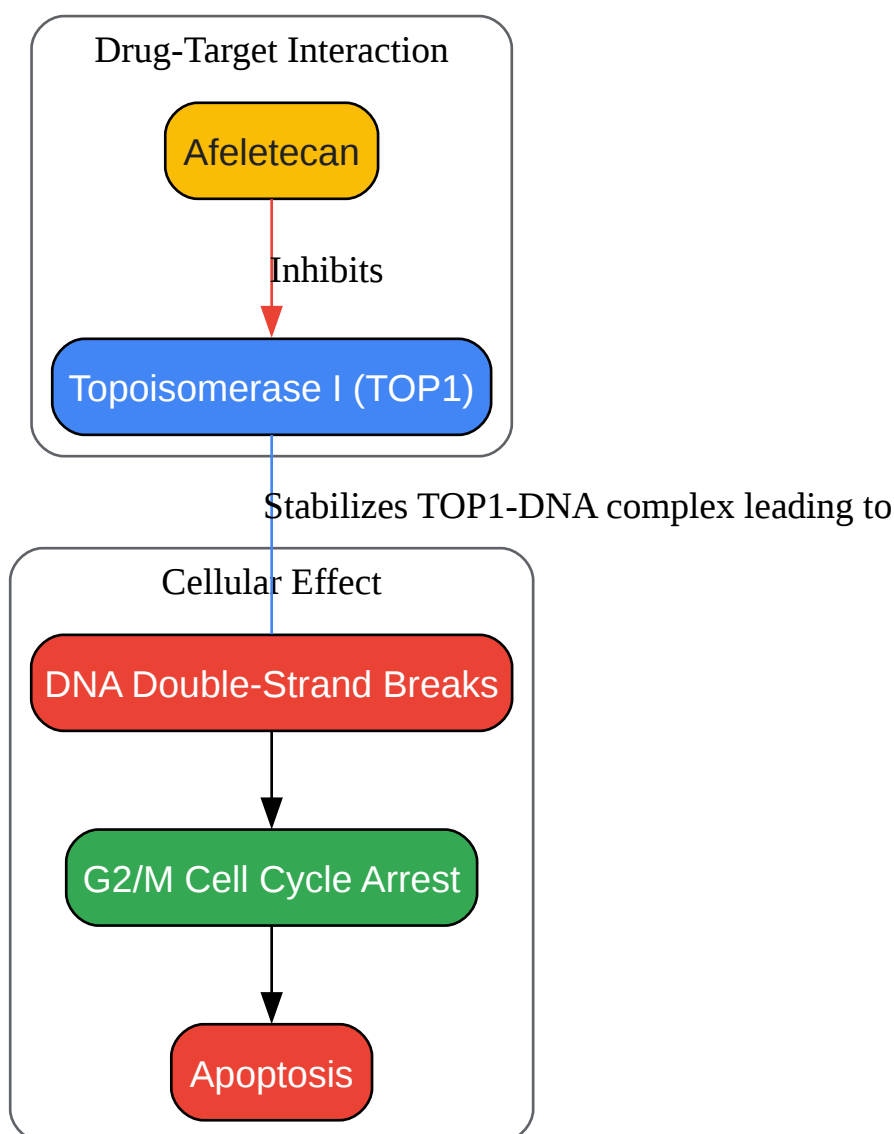 Drug-Target Interaction
Afeletecan
Inhibits
Topoisomerase I (TOP1)
Stabilizes TOP1-DNA complex leading to
Cellular Effect
DNA Double-Strand Breaks
G2/M Cell Cycle Arrest
Apoptosis